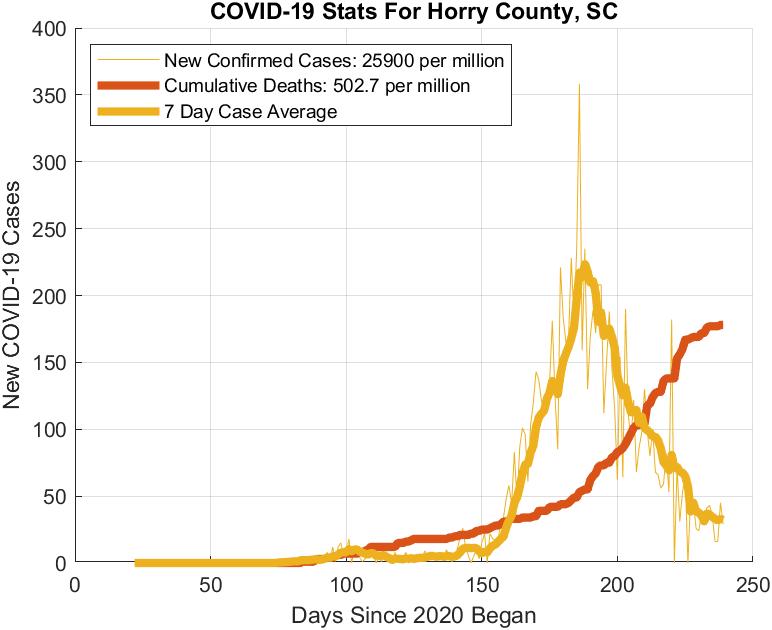 COVID-19 Stats For Horry County, SC
400
350
300
250
200
150
100
50
0
New COVID-19 Cases
New Confirmed Cases: 25900 per million
Cumulative Deaths: 502.7 per million
7 Day Case Average
0 50 100 150 200 250
Days Since 2020 Began